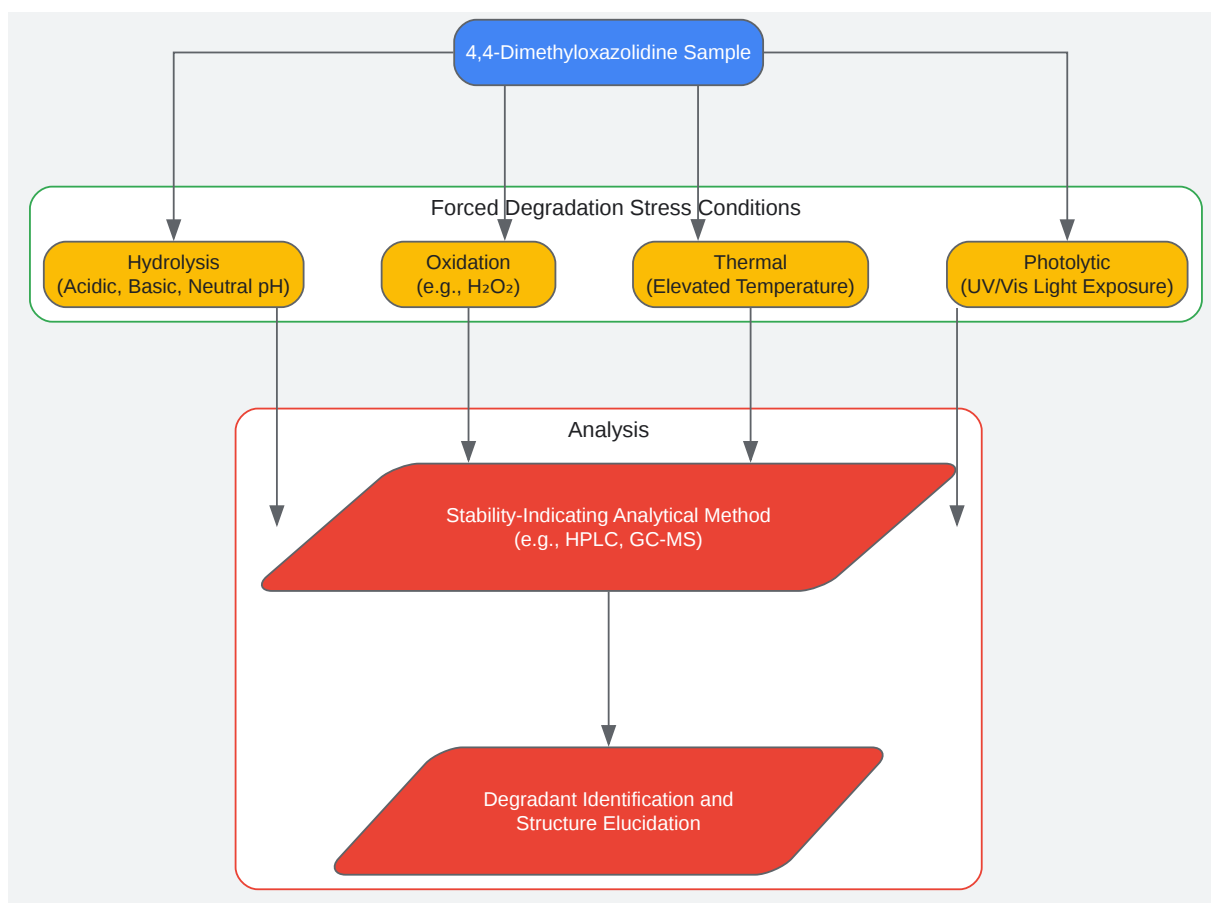 4,4-Dimethyloxazolidine Sample
Forced Degradation Stress Conditions
Hydrolysis
(Acidic, Basic, Neutral pH)
Oxidation
(e.g., H₂O₂)
Thermal
(Elevated Temperature)
Photolytic
(UV/Vis Light Exposure)
Analysis
Stability-Indicating Analytical Method
(e.g., HPLC, GC-MS)
Degradant Identification and
Structure Elucidation